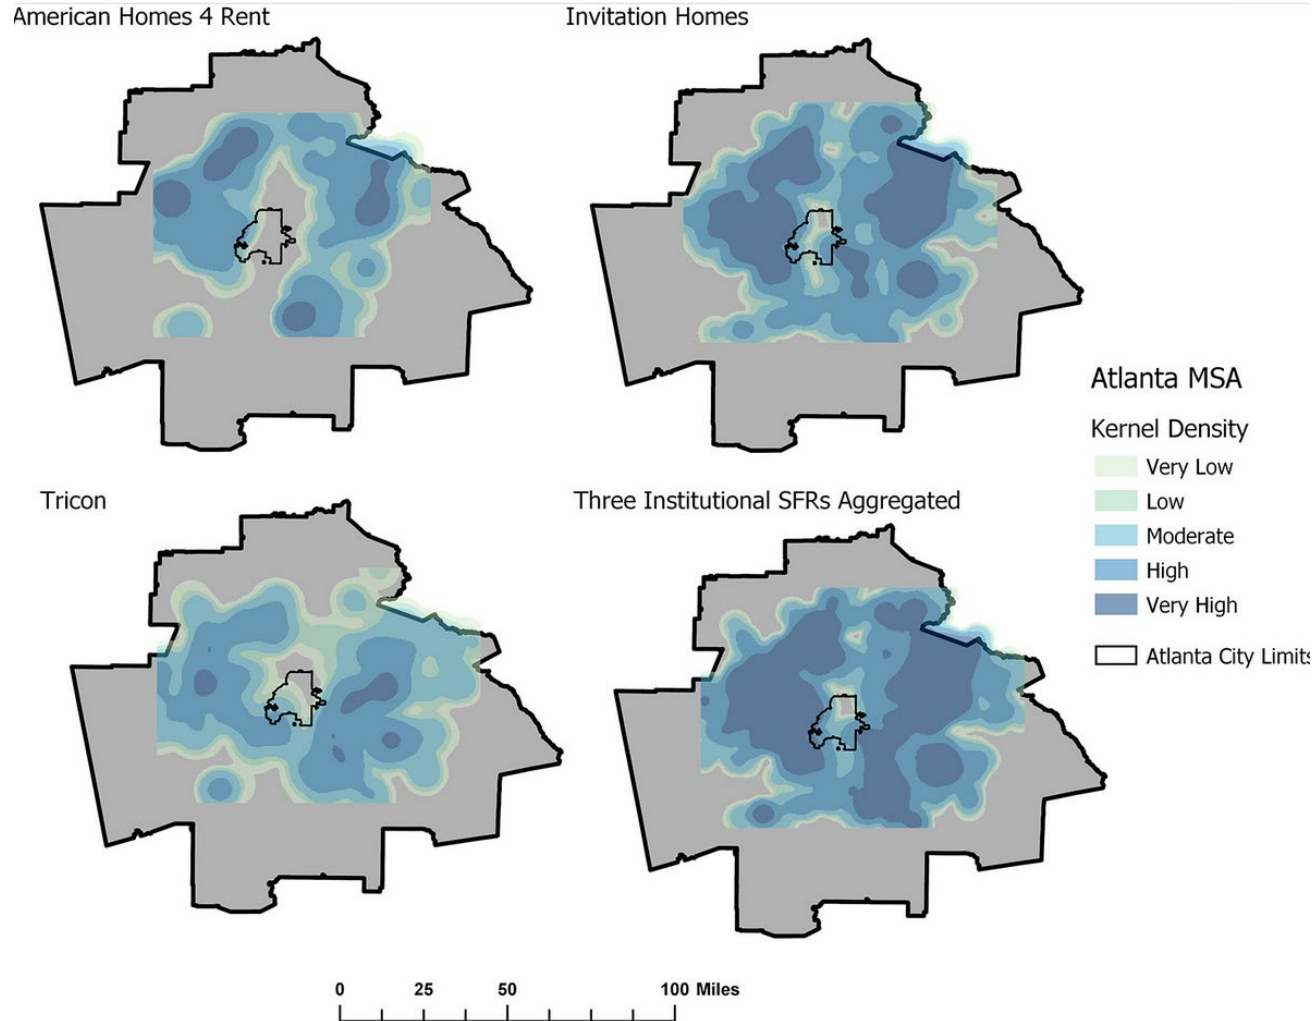 American Homes 4 Rent
Invitation Homes
Atlanta MSA
Kernel Density
Very Low
Low
Moderate
High
Very High
Atlanta City Limits
Tricon
Three Institutional SFRs Aggregated
0 25 50 100 Miles